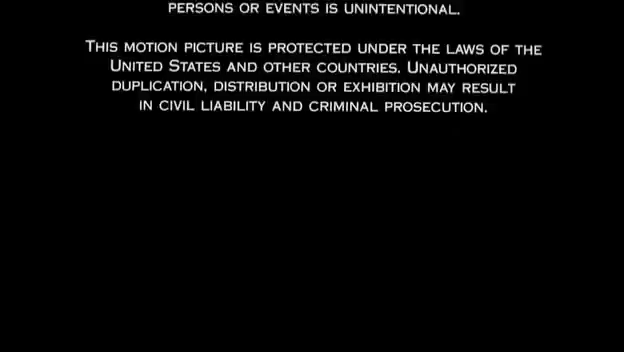 PERSONS OR EVENTS IS UNINTENTIONAL.
THIS MOTION PICTURE IS PROTECTED UNDER THE LAWS OF THE
UNITED STATES AND OTHER COUNTRIES. UNAUTHORIZED
DUPLICATION, DISTRIBUTION OR EXHIBITION MAY RESULT
IN CIVIL LIABILITY AND CRIMINAL PROSECUTION.